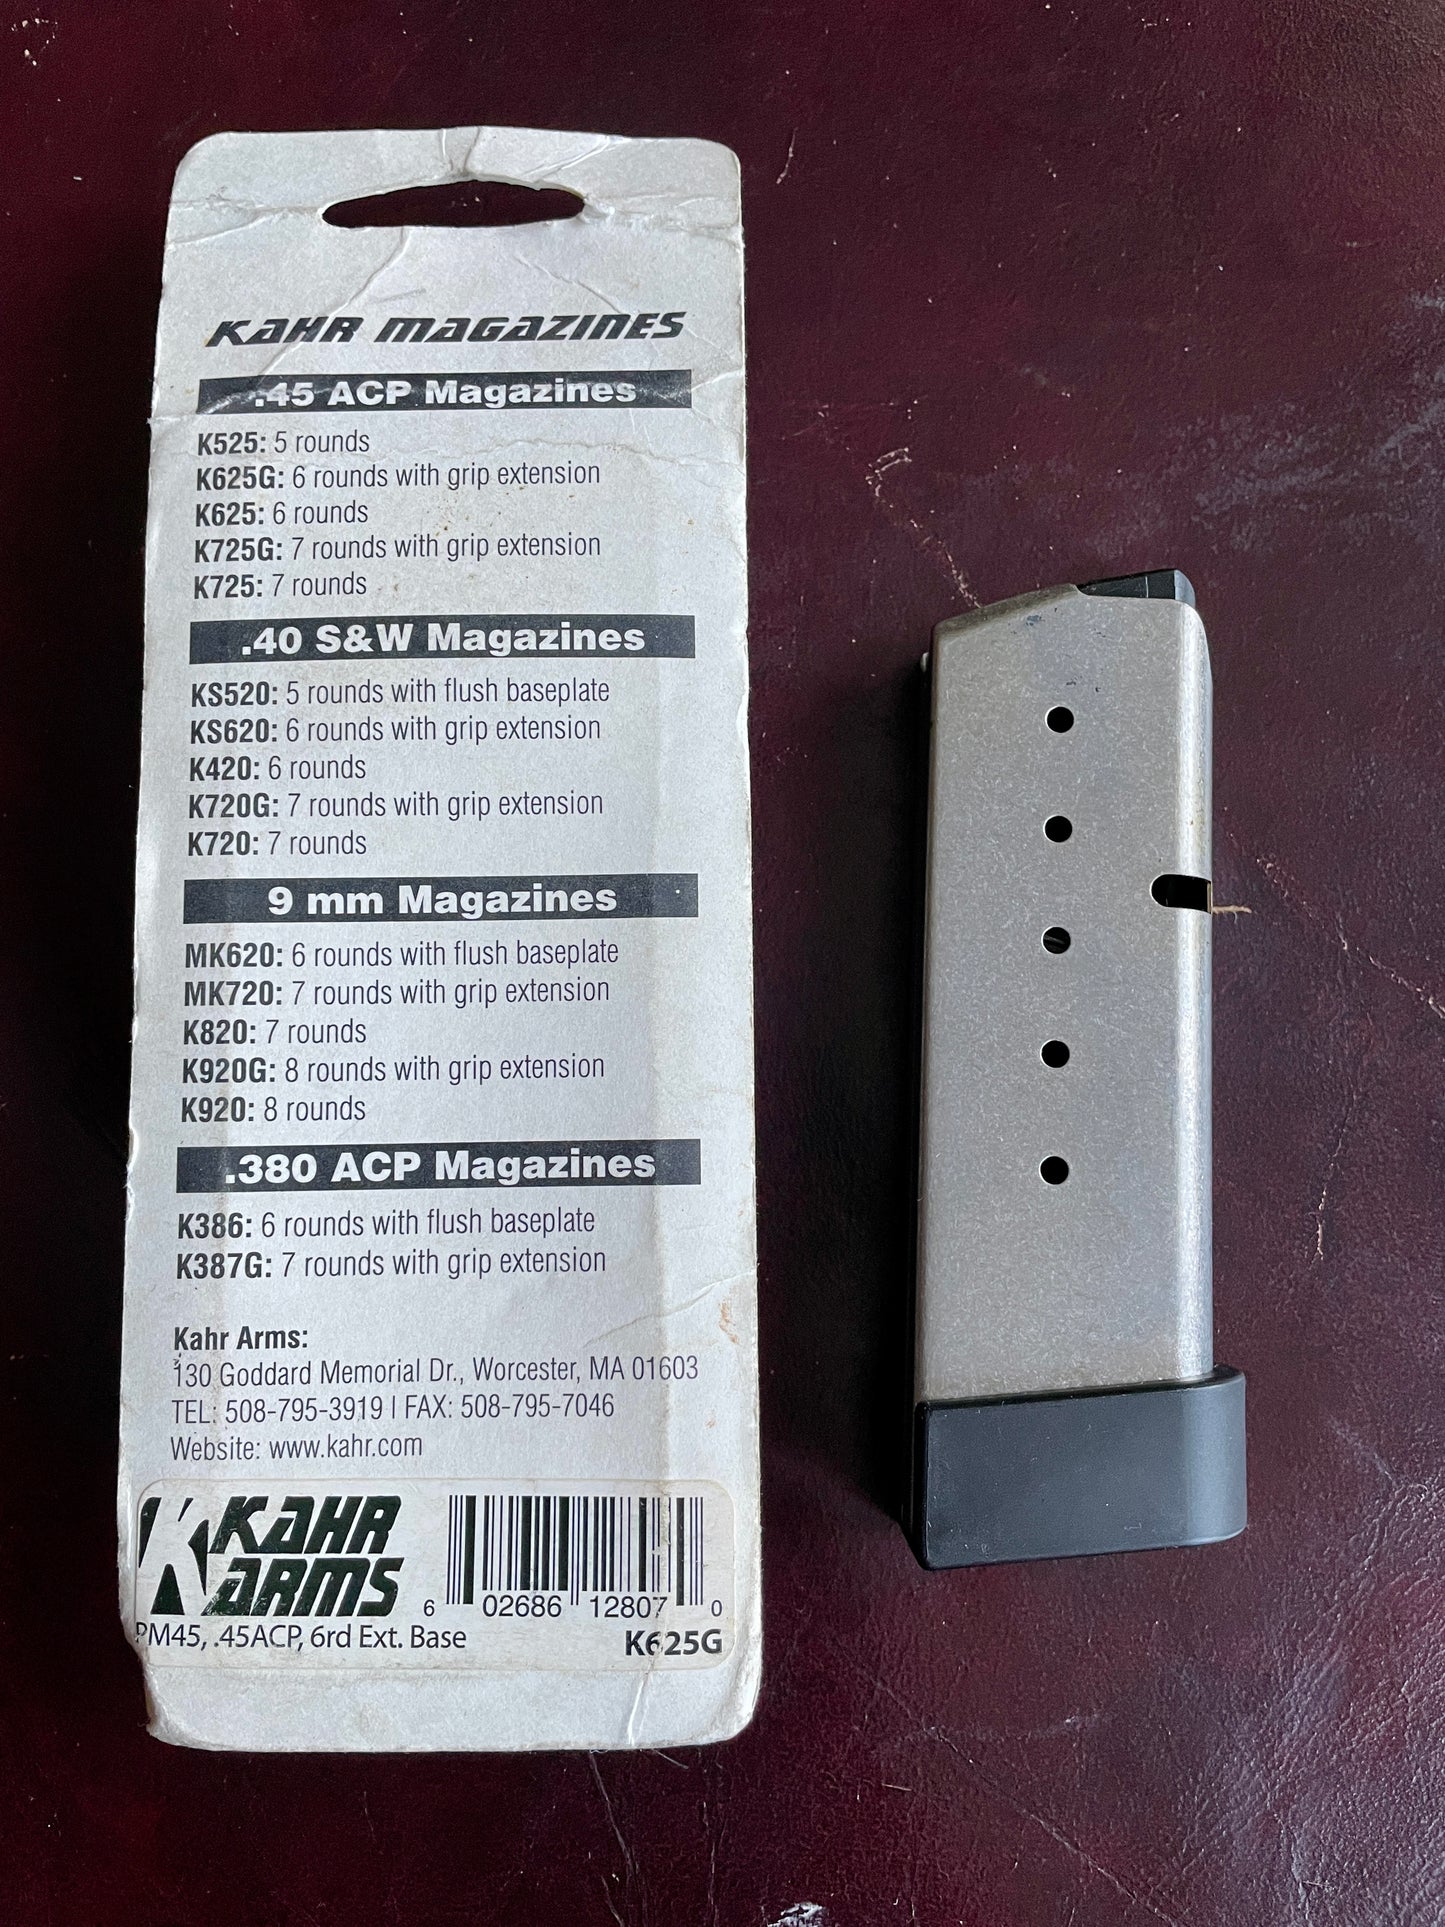 KAHR MAGAZINES
.45 ACP Magazines
K525: 5 rounds
K625G: 6 rounds with grip extension
K625: 6 rounds
K725G: 7 rounds with grip extension
K725: 7 rounds
.40 S&W Magazines
KS520: 5 rounds with flush baseplate
KS620: 6 rounds with grip extension
K420: 6 rounds
K720G: 7 rounds with grip extension
K720: 7 rounds
9 mm Magazines
MK620: 6 rounds with flush baseplate
MK720: 7 rounds with grip extension
K820: 7 rounds
K920G: 8 rounds with grip extension
K920: 8 rounds
.380 ACP Magazines
K386: 6 rounds with flush baseplate
K387G: 7 rounds with grip extension
Kahr Arms:
130 Goddard Memorial Dr., Worcester, MA 01603
TEL: 508-795-3919 | FAX: 508-795-7046
Website: www.kahr.com
K KAHR
ARMS
6 02686 12807 0
PM45, .45ACP, 6rd Ext. Base K625G